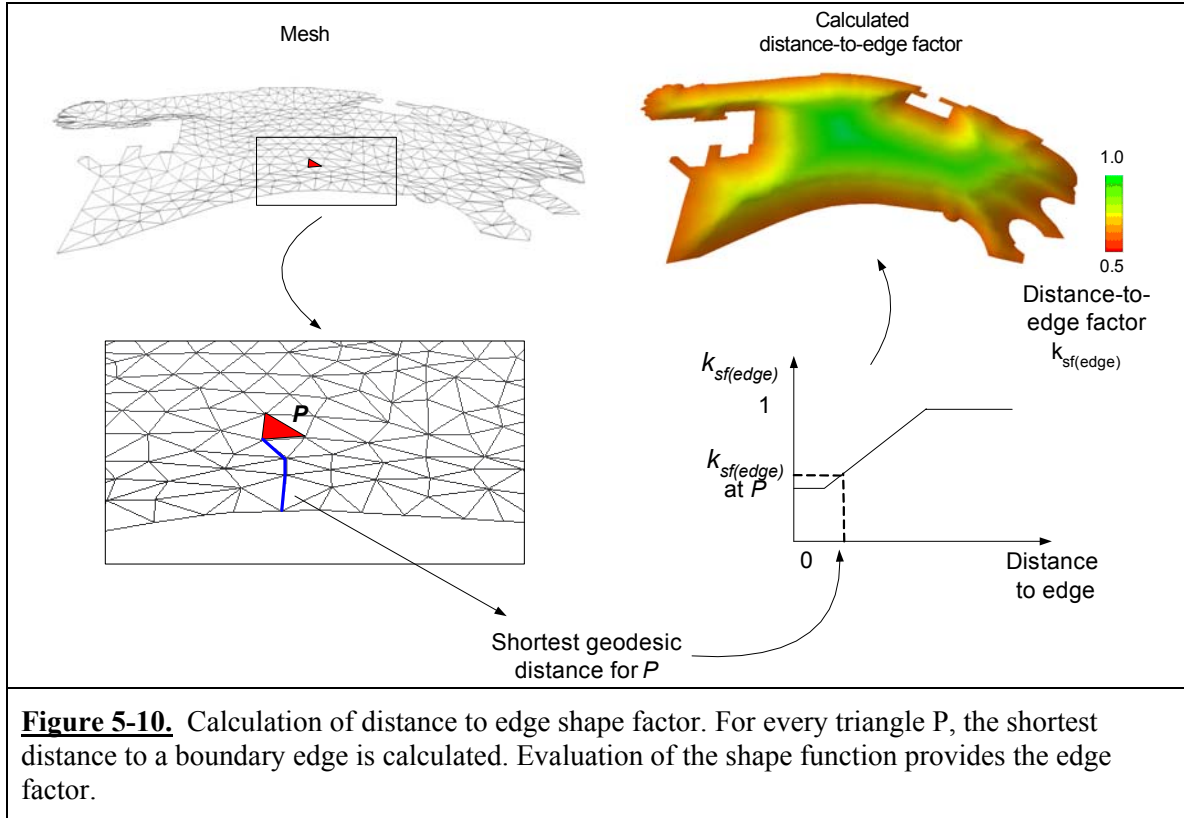 Mesh
Calculated
distance-to-edge factor
1.0
0.5
Distance-to-
edge factor
k_sf(edge)
P
k_sf(edge)
1
k_sf(edge)
at P
0
Distance
to edge
Shortest geodesic
distance for P
Figure 5-10. Calculation of distance to edge shape factor. For every triangle P, the shortest
distance to a boundary edge is calculated. Evaluation of the shape function provides the edge
factor.